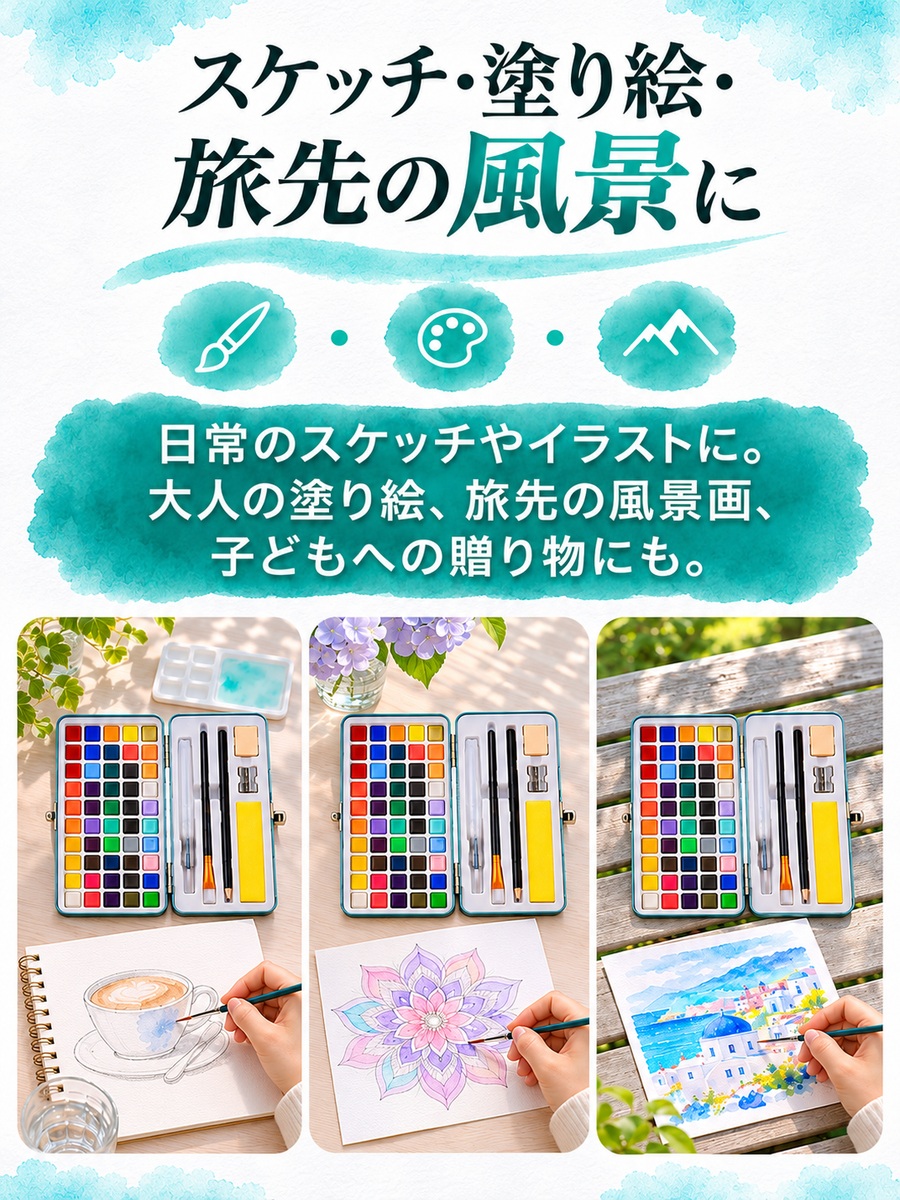 スケッチ・塗り絵・
旅先の風景に
日常のスケッチやイラストに。
大人の塗り絵、旅先の風景画、
子どもへの贈り物にも。